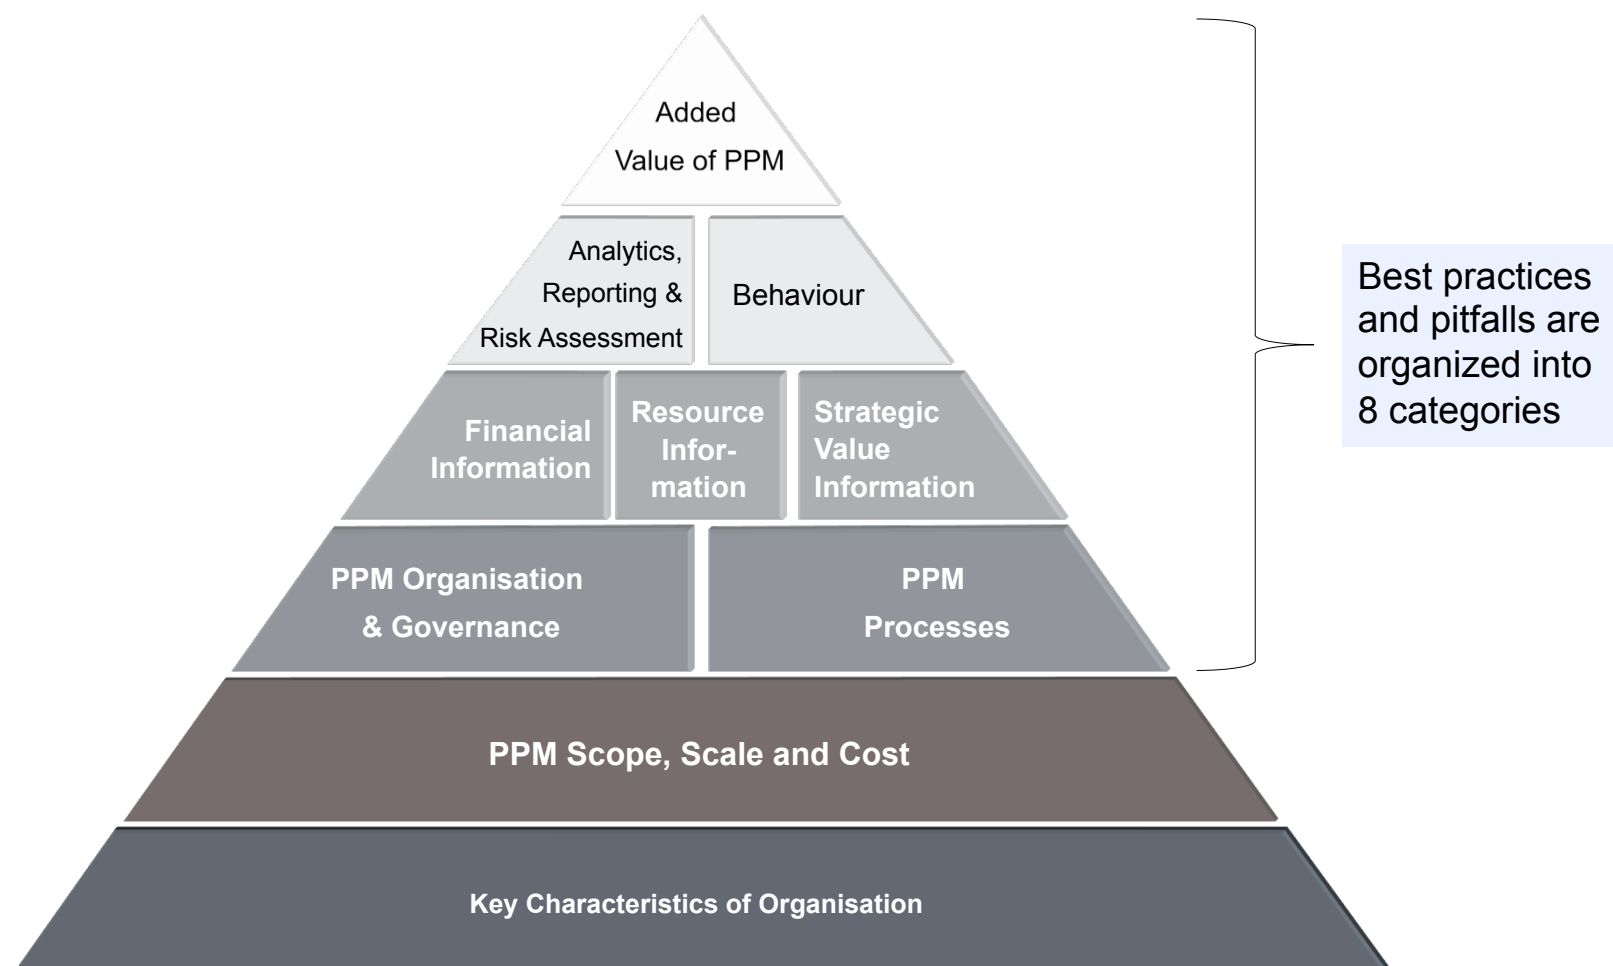 Added
Value of PPM
Analytics,
Reporting &
Risk Assessment
Behaviour
Financial
Information
Resource
Infor-
mation
Strategic
Value
Information
PPM Organisation
& Governance
PPM
Processes
PPM Scope, Scale and Cost
Key Characteristics of Organisation
Best practices
and pitfalls are
organized into
8 categories